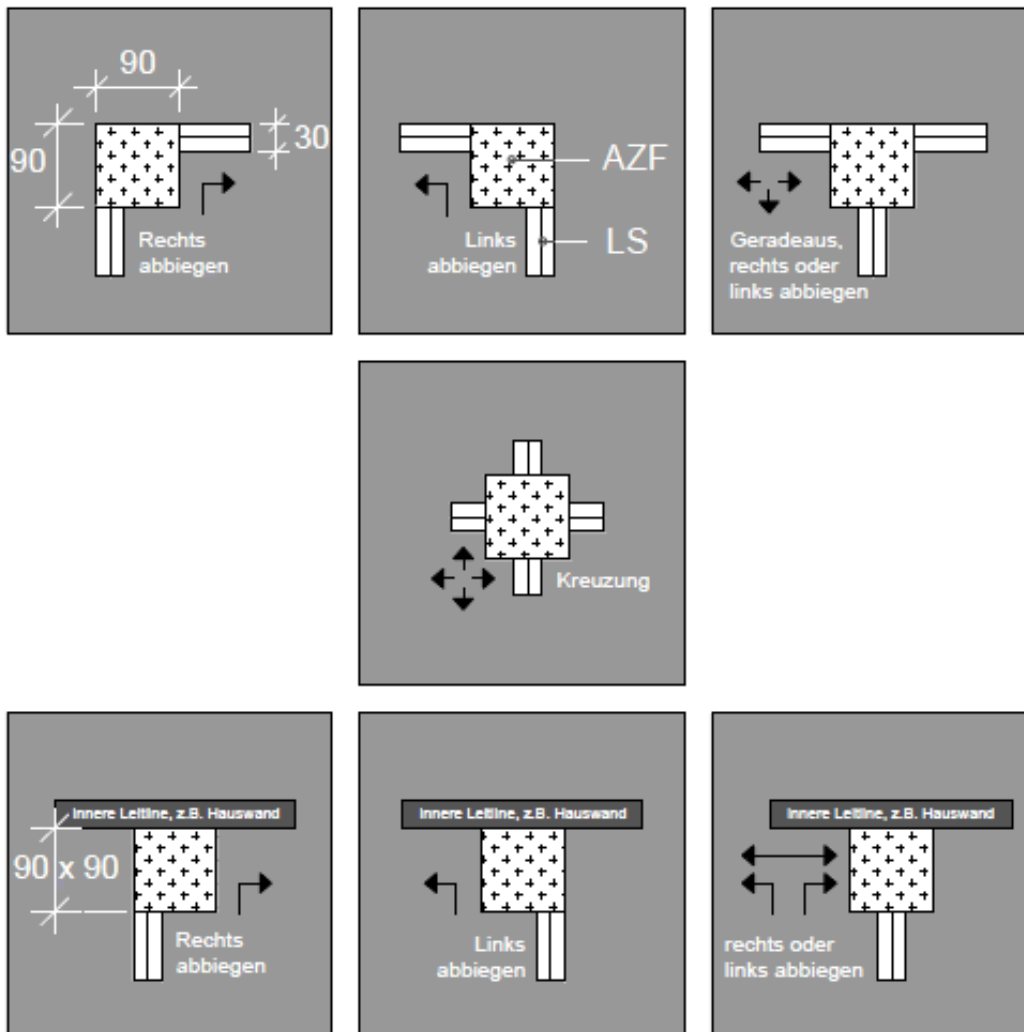 90
90
30
Rechts
abbiegen
AZF
LS
Links
abbiegen
Geradeaus,
rechts oder
links abbiegen
Kreuzung
Innere Leitline, z.B. Hauswand
90 x 90
Rechts
abbiegen
Innere Leitline, z.B. Hauswand
Links
abbiegen
Innere Leitline, z.B. Hauswand
rechts oder
links abbiegen